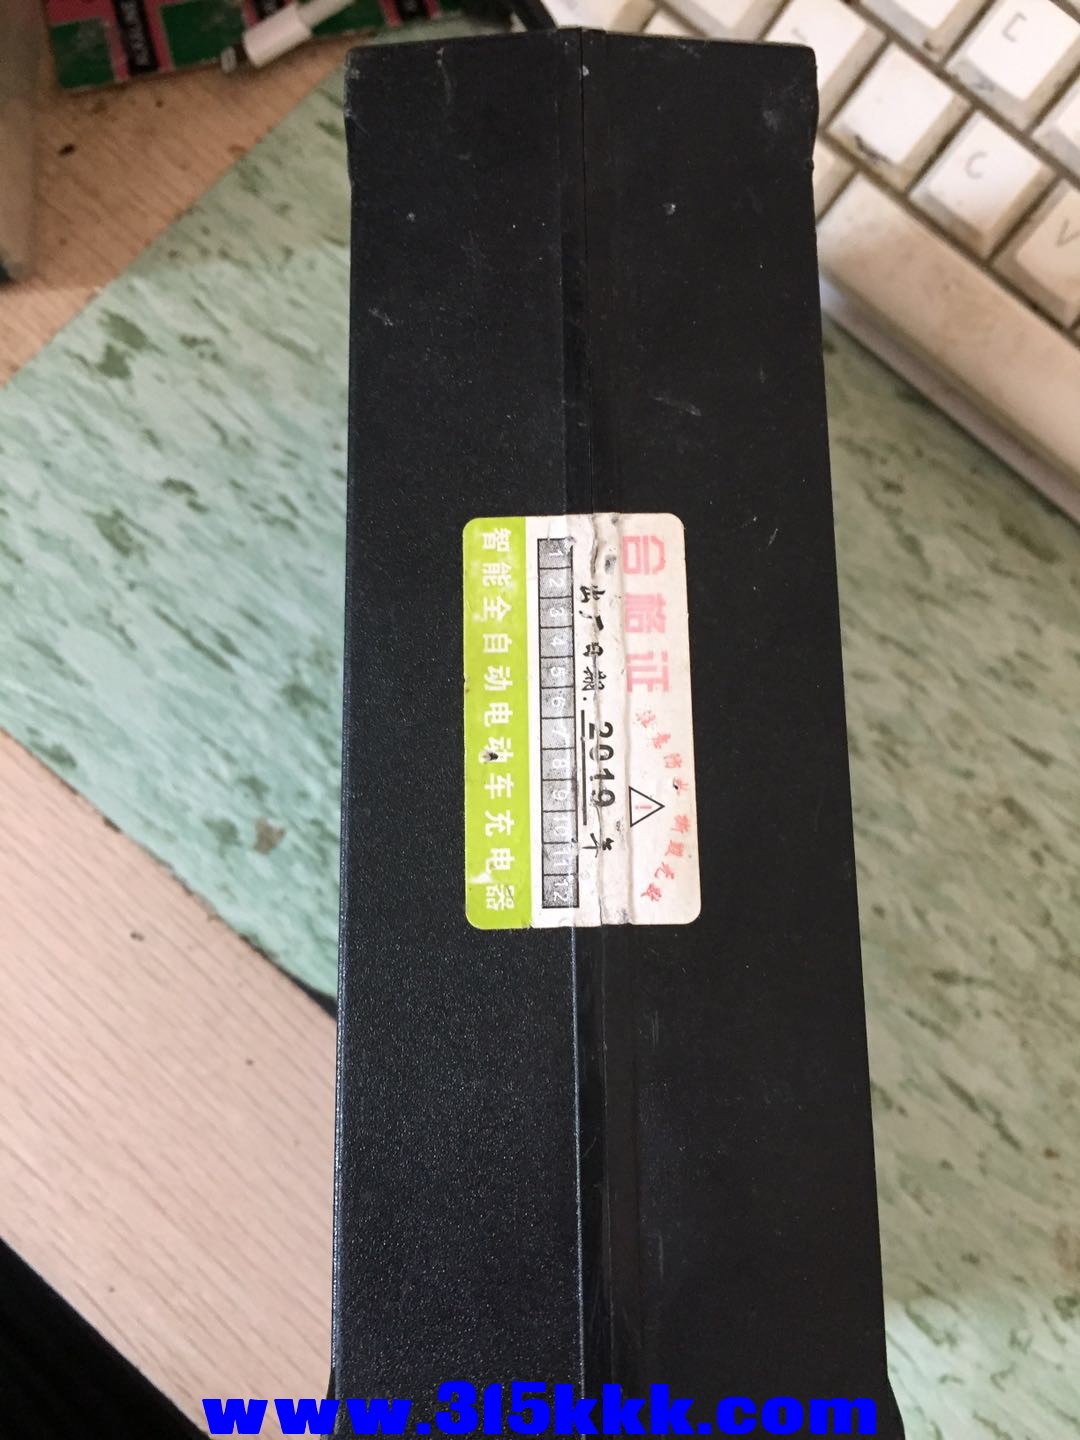 合格证
出厂日期: 2019 年
1 2 3 4 5 6 7 8 9 10 11 12
智能全自动电动车充电器
ALKALINE
C
V
www.315kkk.com